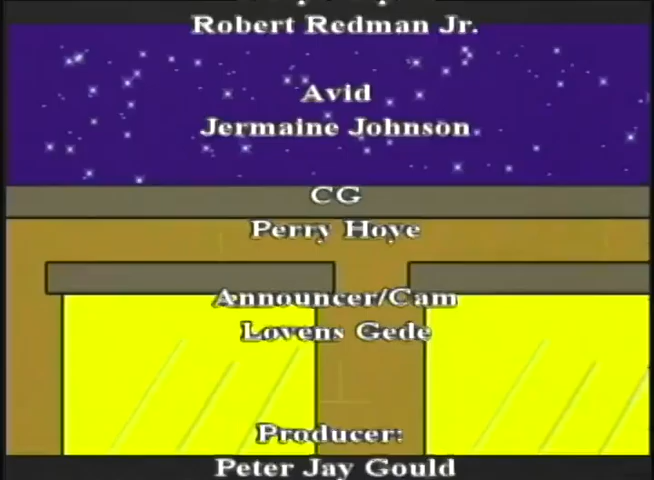 Robert Redman Jr.
Avid
Jermaine Johnson
CG
Perry Hoye
Announcer/Cam
Lovens Gede
Producer:
Peter Jay Gould